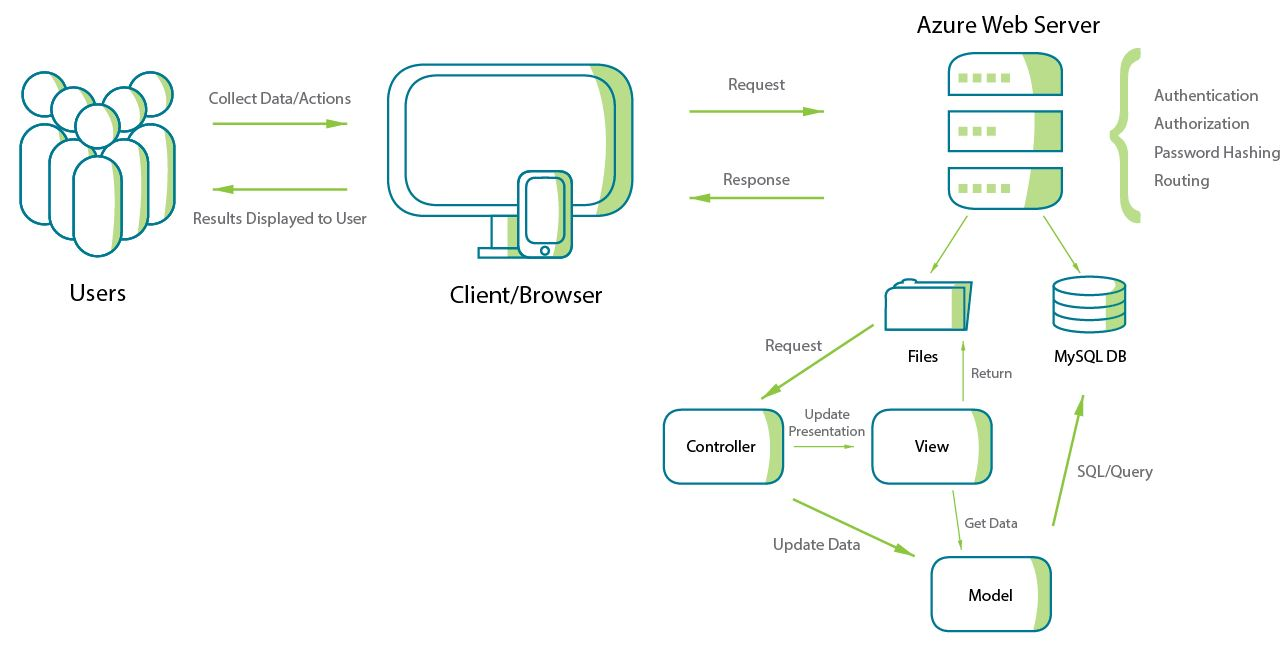 Azure Web Server
Collect Data/Actions
Request
Authentication
Authorization
Password Hashing
Routing
Response
Results Displayed to User
Users
Client/Browser
Files
MySQL DB
Request
Return
Update
Presentation
Controller
View
SQL/Query
Get Data
Update Data
Model